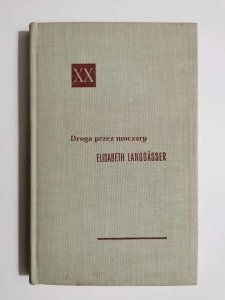 XX
Droga przez moczary
ELISABETH LANGGÄSSER